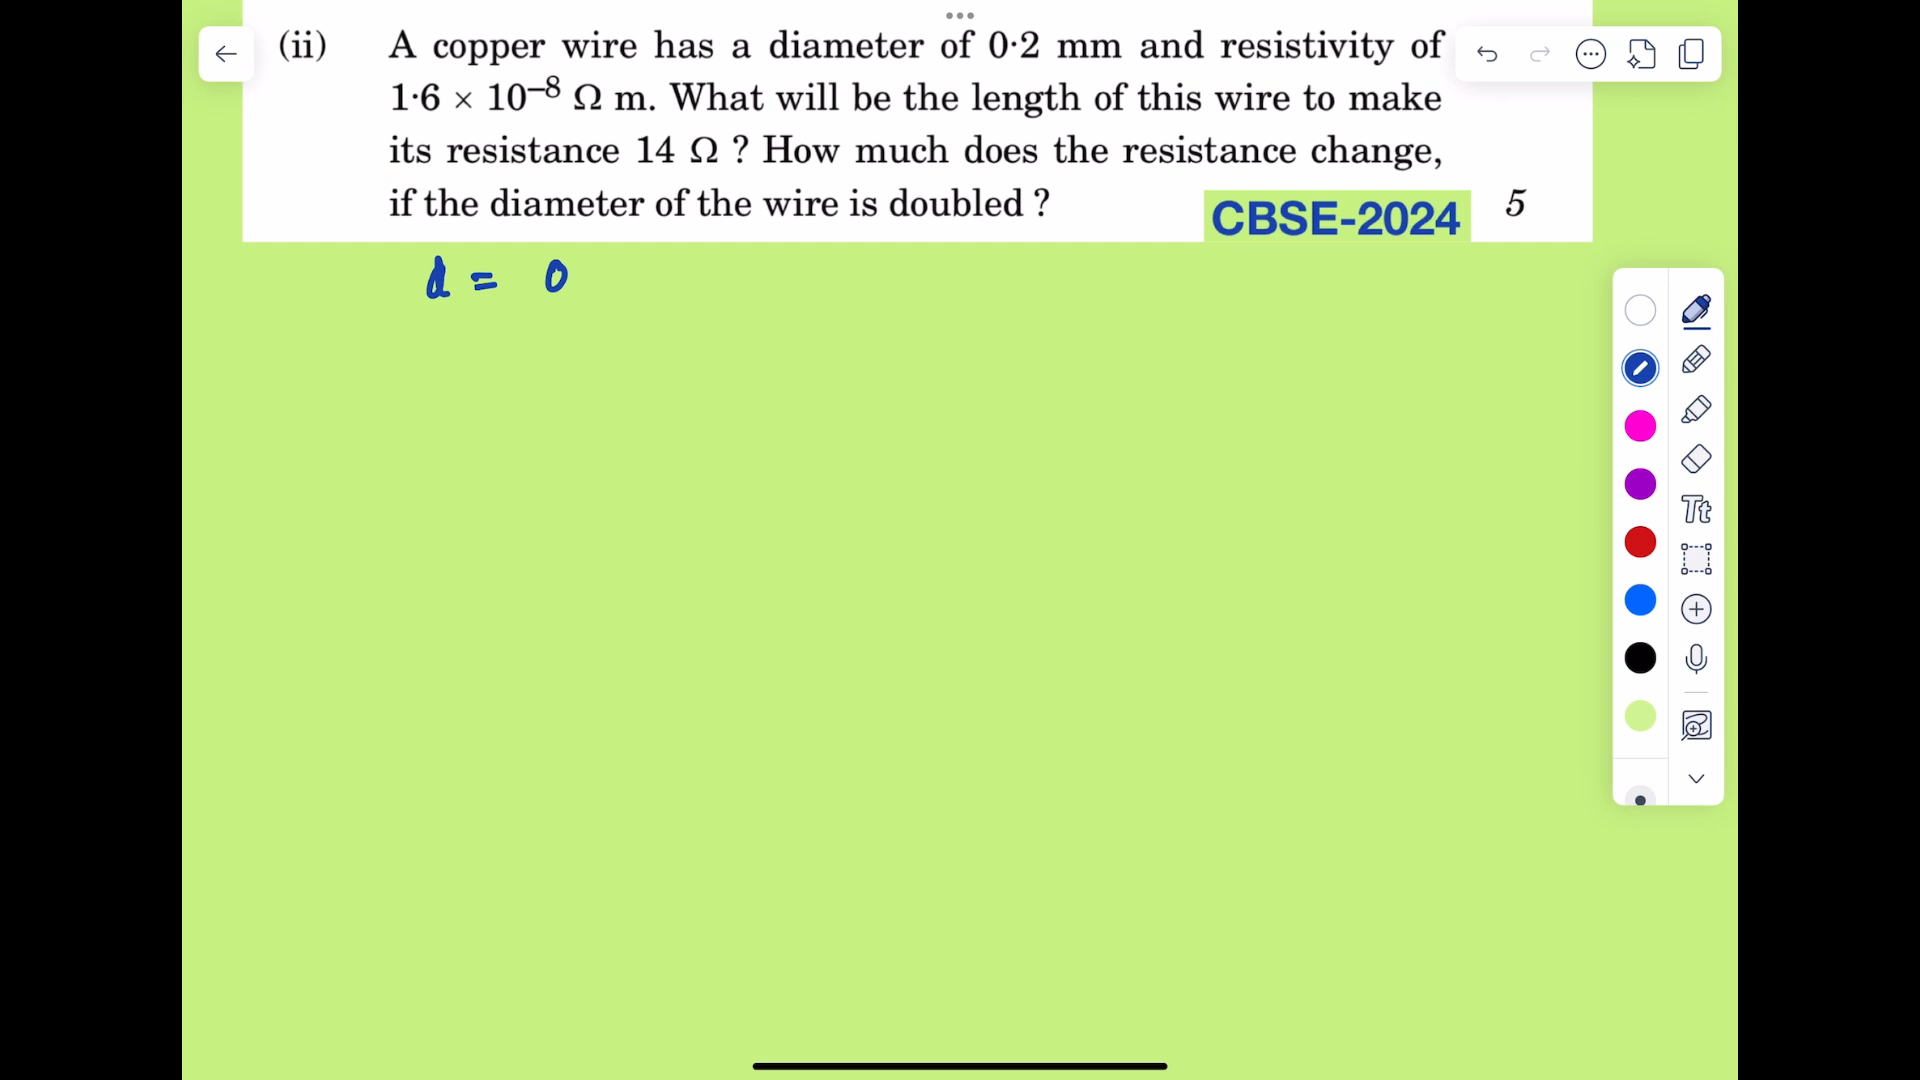 (ii) A copper wire has a diameter of 0·2 mm and resistivity of
1·6 × 10⁻⁸ Ω m. What will be the length of this wire to make
its resistance 14 Ω ? How much does the resistance change,
if the diameter of the wire is doubled ? 5
CBSE-2024
d = 0
Tt